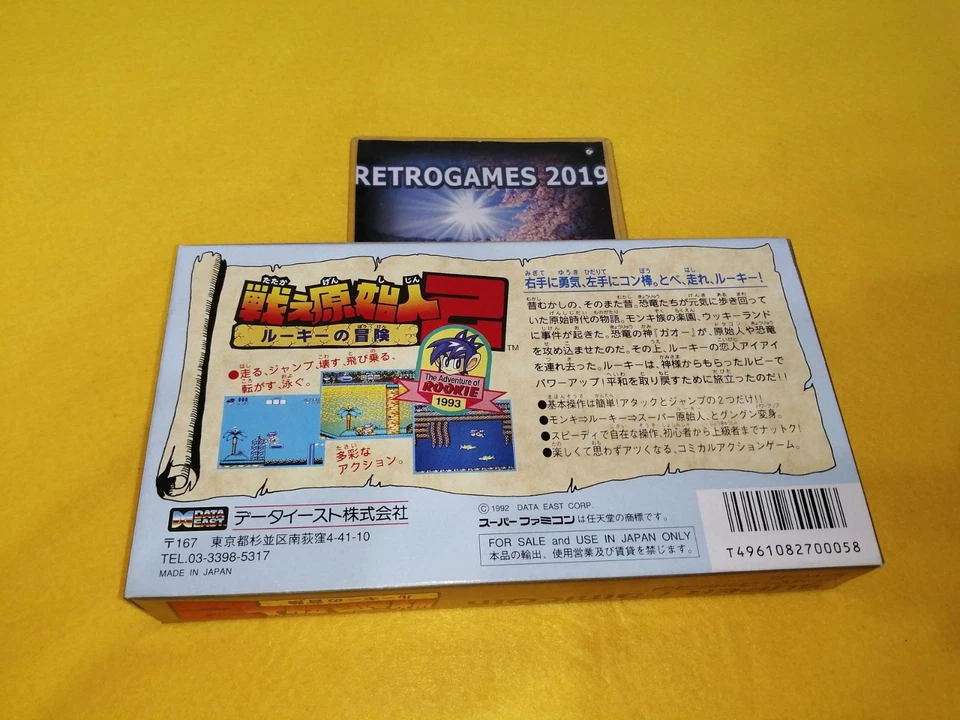 RETROGAMES 2019
戦え原始人2
ルーキーの冒険
TM
The Adventure of
ROOKIE
1993
●走る、ジャンプ、壊す、飛び乗る、
転がす、泳ぐ。
多彩な
アクション。
右手に勇気、左手にコン棒。とべ、走れ、ルーキー!
昔むかしの、そのまた昔。恐竜たちが元気に歩き回って
いた原始時代の物語。モンキ族の楽園、ウッキーランド
に事件が起きた。恐竜の神『ガオー』が、原始人や恐竜
を攻め込ませたのだ。その上、ルーキーの恋人アイアイ
を連れ去った。ルーキーは、神様からもらったルビーで
パワーアップ!平和を取り戻すために旅立ったのだ!!
●基本操作は簡単!アタックとジャンプの2つだけ!!
●モンキ⇒ルーキー⇒スーパー原始人、とグングン変身。
●スピーディで自在な操作、初心者から上級者までナットク!
●楽しくて思わずアツくなる、コミカルアクションゲーム。
DATA EAST
データイースト株式会社
〒167 東京都杉並区南荻窪4-41-10
TEL.03-3398-5317
MADE IN JAPAN
©1992 DATA EAST CORP.
スーパーファミコンは任天堂の商標です。
FOR SALE and USE IN JAPAN ONLY
本品の輸出、使用営業及び賃貸を禁じます。
T4961082700058
ルーキーの冒険